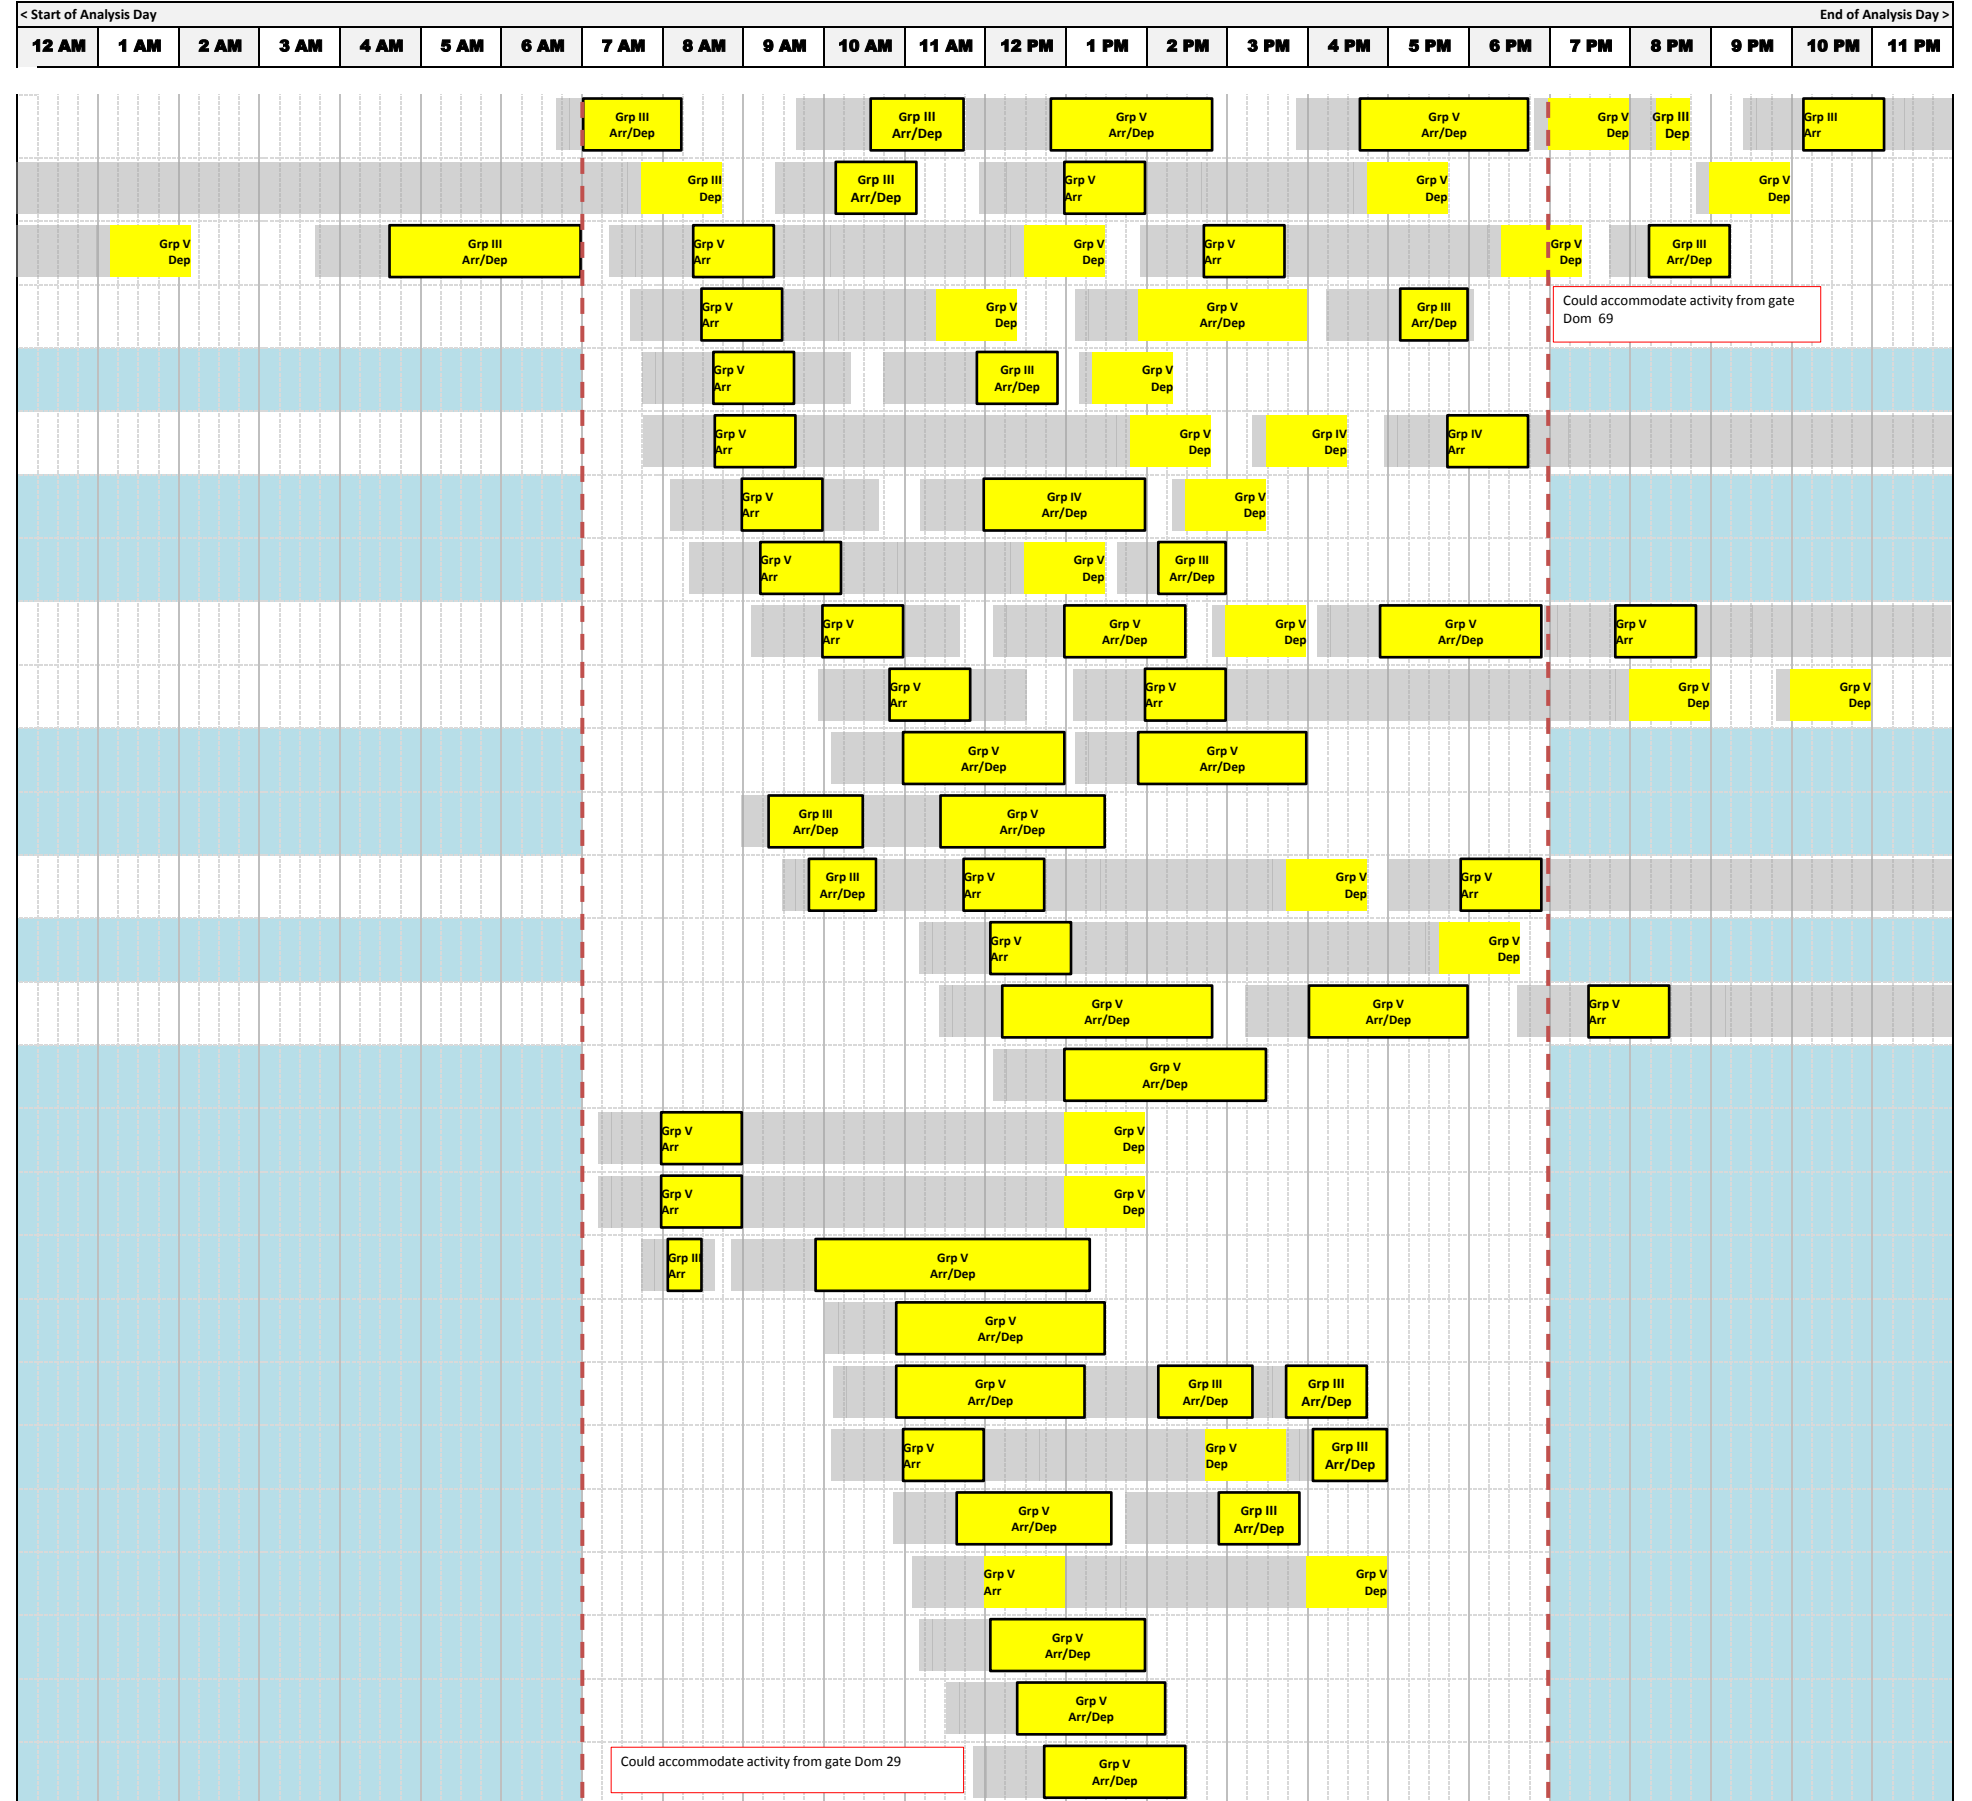 < Start of Analysis Day
End of Analysis Day >
12 AM 1 AM 2 AM 3 AM 4 AM 5 AM 6 AM 7 AM 8 AM 9 AM 10 AM 11 AM 12 PM 1 PM 2 PM 3 PM 4 PM 5 PM 6 PM 7 PM 8 PM 9 PM 10 PM 11 PM
Grp III Grp III Grp V Grp V Grp V Grp III Grp III
Arr/Dep Arr/Dep Arr/Dep Arr/Dep Dep Dep Arr
Grp III Grp III Grp V Grp V Grp V
Dep Arr/Dep Arr Dep Dep
Grp V Grp III Grp V Grp V Grp V Grp V Grp III
Dep Arr/Dep Arr Dep Arr Dep Arr/Dep
Grp V Grp V Grp V Grp III
Arr Dep Arr/Dep Arr/Dep
Could accommodate activity from gate
Dom 69
Grp V Grp III Grp V
Arr Arr/Dep Dep
Grp V Grp V Grp IV Grp IV
Arr Dep Dep Arr
Grp V Grp IV Grp V
Arr Arr/Dep Dep
Grp V Grp V Grp III
Arr Dep Arr/Dep
Grp V Grp V Grp V Grp V Grp V
Arr Arr/Dep Dep Arr/Dep Arr
Grp V Grp V Grp V Grp V
Arr Arr Dep Dep
Grp V Grp V
Arr/Dep Arr/Dep
Grp III Grp V
Arr/Dep Arr/Dep
Grp III Grp V Grp V Grp V
Arr/Dep Arr Dep Arr
Grp V Grp V
Arr Dep
Grp V Grp V Grp V
Arr/Dep Arr/Dep Arr
Grp V
Arr/Dep
Grp V Grp V
Arr Dep
Grp V Grp V
Arr Dep
Grp III Grp V
Arr Arr/Dep
Grp V
Arr/Dep
Grp V Grp III Grp III
Arr/Dep Arr/Dep Arr/Dep
Grp V Grp V Grp III
Arr Dep Arr/Dep
Grp V Grp III
Arr/Dep Arr/Dep
Grp V Grp V
Arr Dep
Grp V
Arr/Dep
Grp V
Arr/Dep
Could accommodate activity from gate Dom 29
Grp V
Arr/Dep